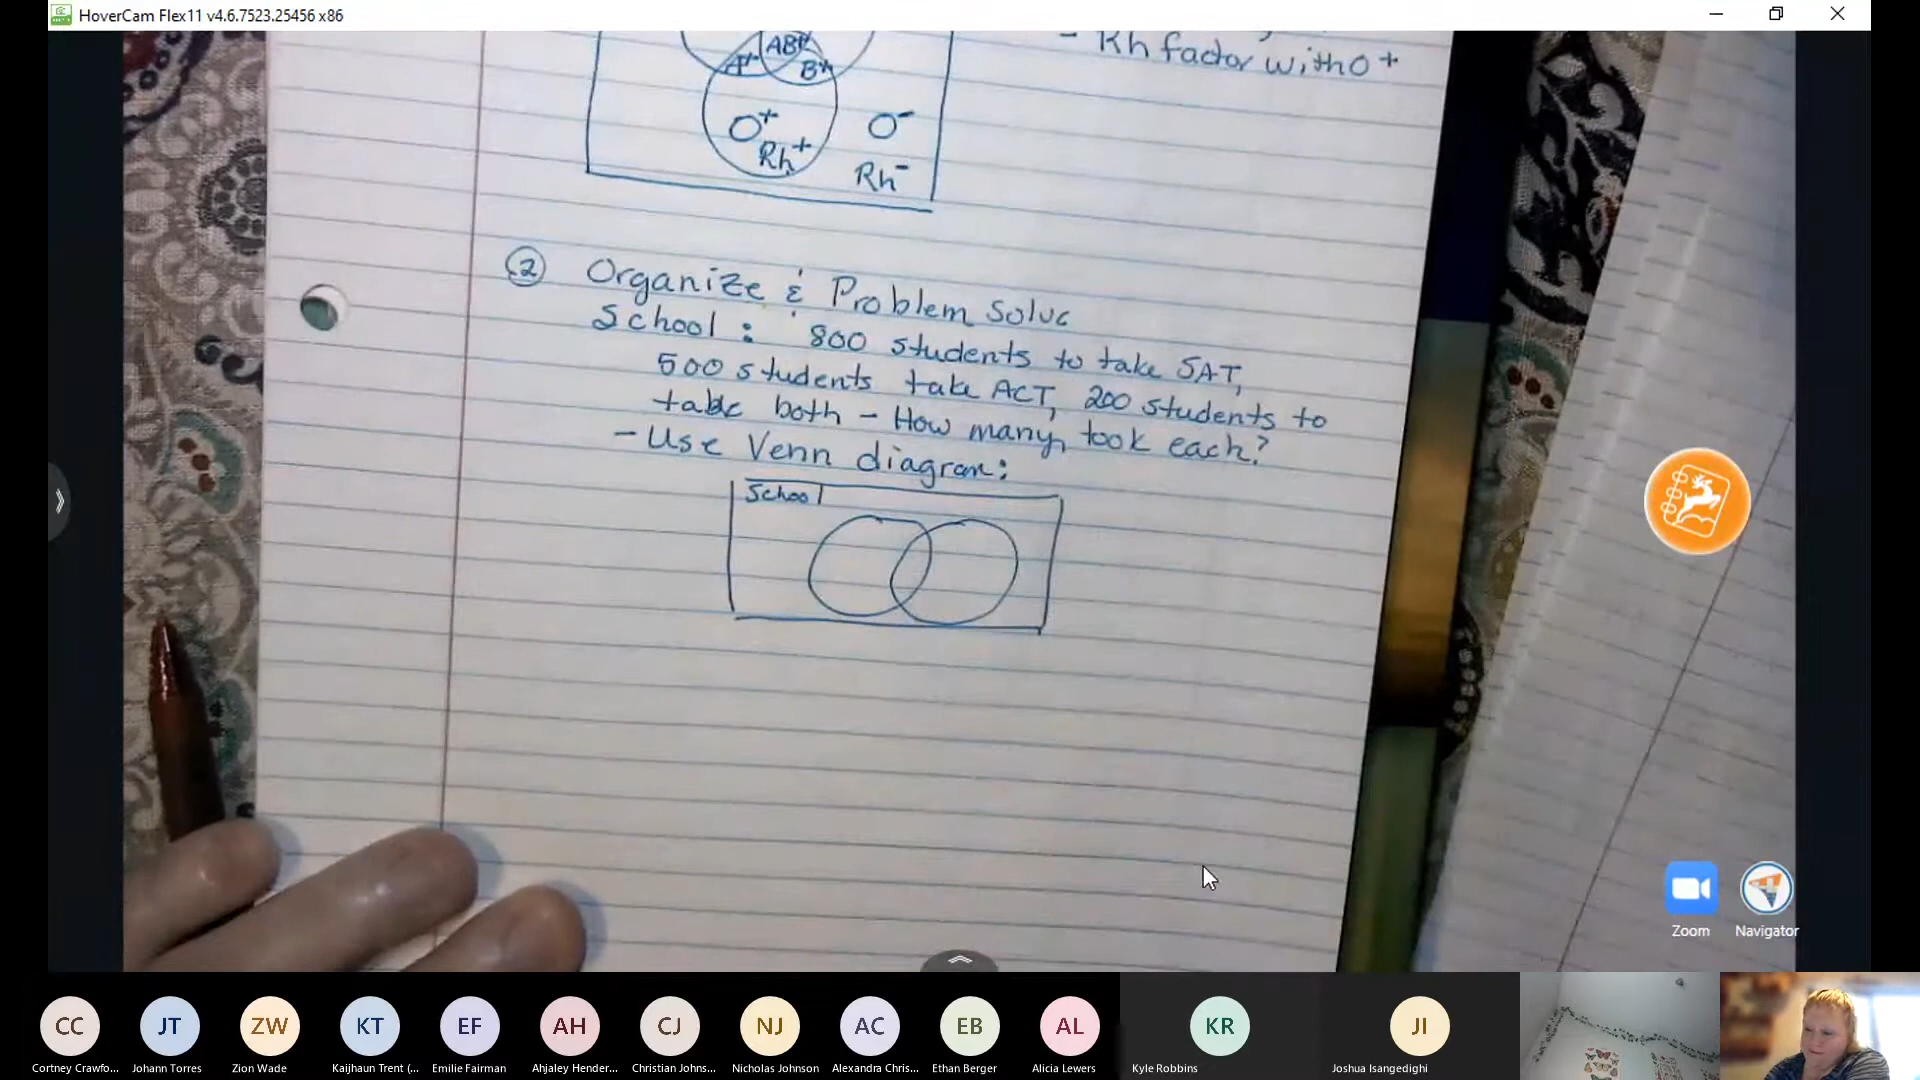 HoverCam Flex11 v4.6.7523.25456 x86
AB+
A+
B+
- Rh factor with O+
O+
O-
Rh+
Rh-
② Organize & Problem Solve
School: 800 students to take SAT,
500 students take ACT, 200 students to
take both - How many took each?
- Use Venn diagram:
School
Zoom
Navigator
CC
JT
ZW
KT
EF
AH
CJ
NJ
AC
EB
AL
KR
JI
Cortney Crawfo...
Johann Torres
Zion Wade
Kaijhaun Trent (...
Emilie Fairman
Ahjaley Hender...
Christian Johns...
Nicholas Johnson
Alexandra Chris...
Ethan Berger
Alicia Lewers
Kyle Robbins
Joshua Isangedighi